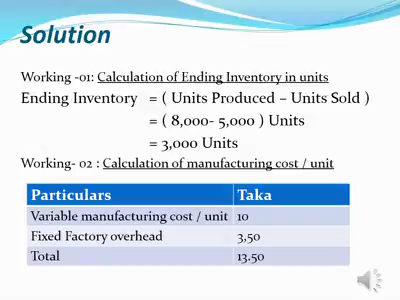 Solution
Working -01: Calculation of Ending Inventory in units
Ending Inventory = ( Units Produced – Units Sold )
= ( 8,000- 5,000 ) Units
= 3,000 Units
Working- 02 : Calculation of manufacturing cost / unit
Particulars Taka
Variable manufacturing cost / unit 10
Fixed Factory overhead 3,50
Total 13.50